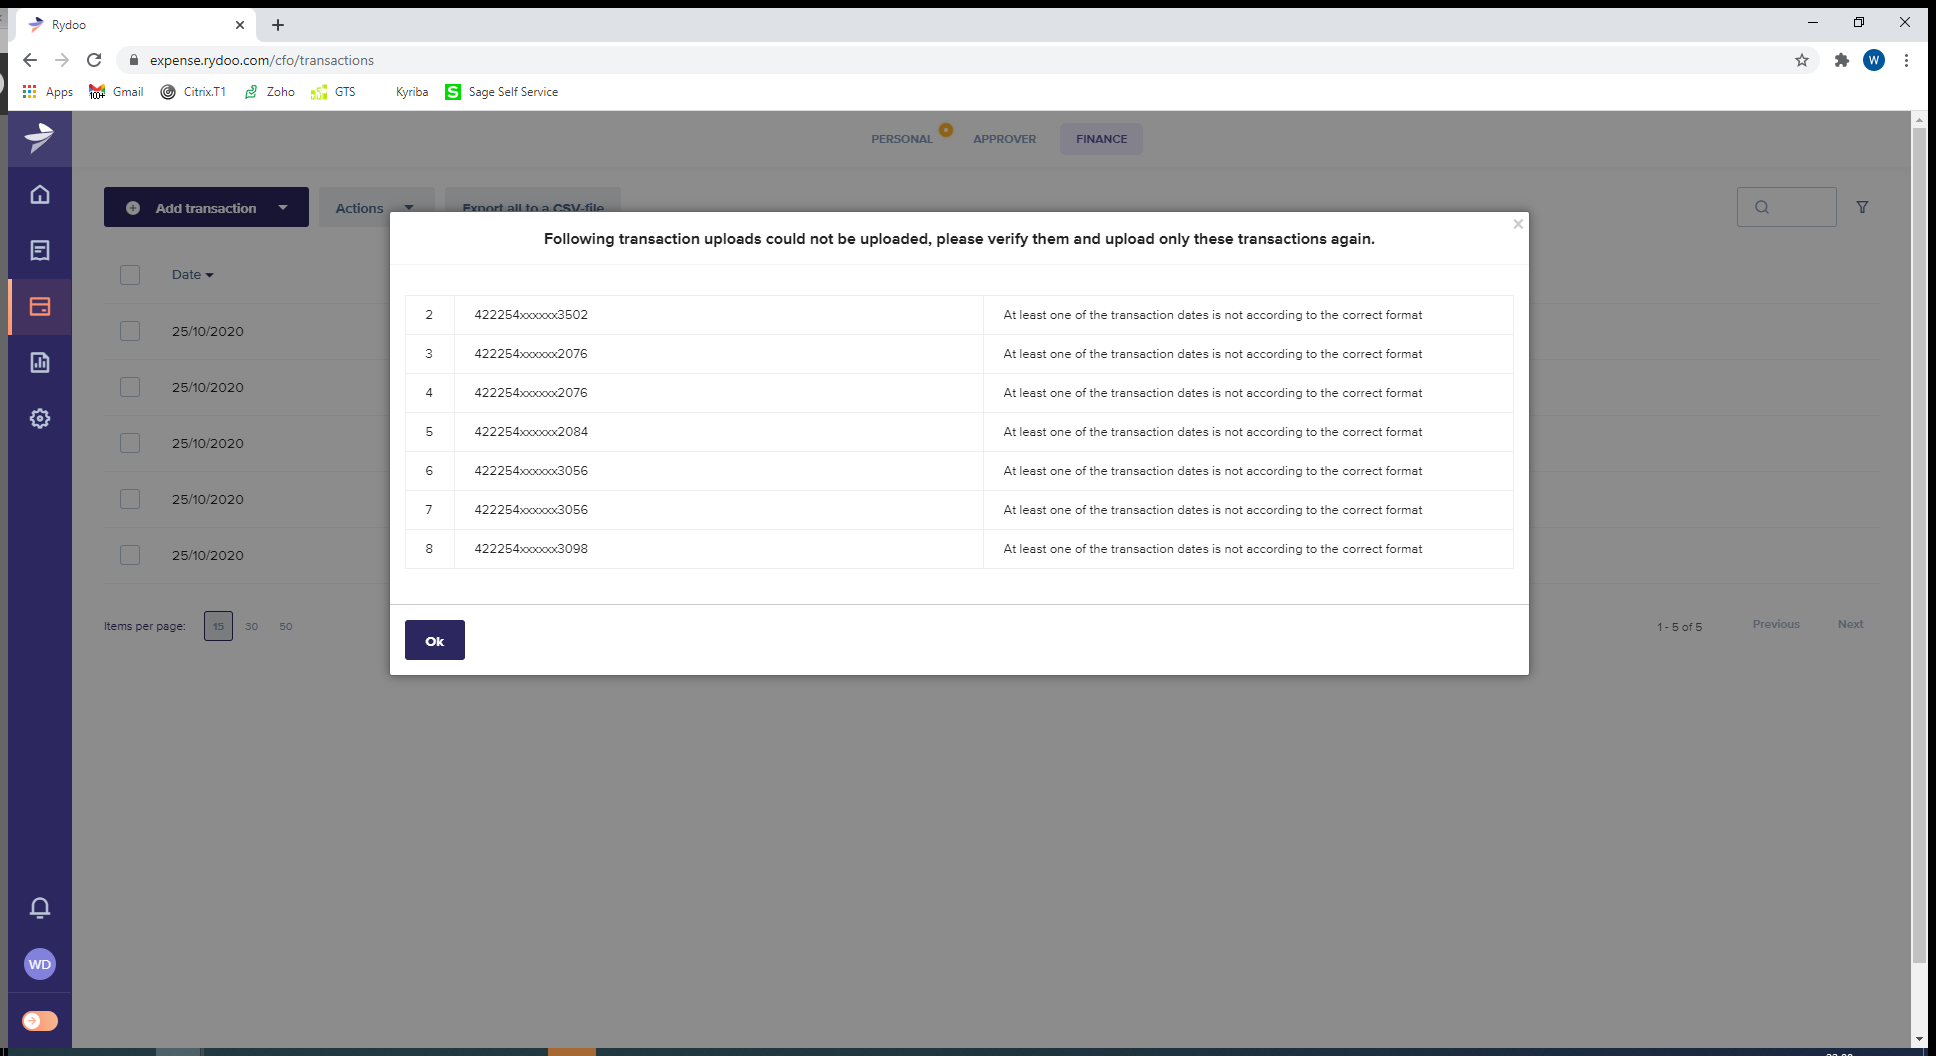 Rydoo
expense.rydoo.com/cfo/transactions
Apps 100+ Gmail Citrix.T1 Zoho GTS Kyriba S Sage Self Service
W
PERSONAL APPROVER FINANCE
Add transaction Actions Export all to a CSV-file
Following transaction uploads could not be uploaded, please verify them and upload only these transactions again.
Date
2 422254xxxxxx3502 At least one of the transaction dates is not according to the correct format
25/10/2020
3 422254xxxxxx2076 At least one of the transaction dates is not according to the correct format
25/10/2020
4 422254xxxxxx2076 At least one of the transaction dates is not according to the correct format
5 422254xxxxxx2084 At least one of the transaction dates is not according to the correct format
25/10/2020
6 422254xxxxxx3056 At least one of the transaction dates is not according to the correct format
25/10/2020
7 422254xxxxxx3056 At least one of the transaction dates is not according to the correct format
8 422254xxxxxx3098 At least one of the transaction dates is not according to the correct format
25/10/2020
Items per page: 15 30 50
1 - 5 of 5 Previous Next
Ok
WD